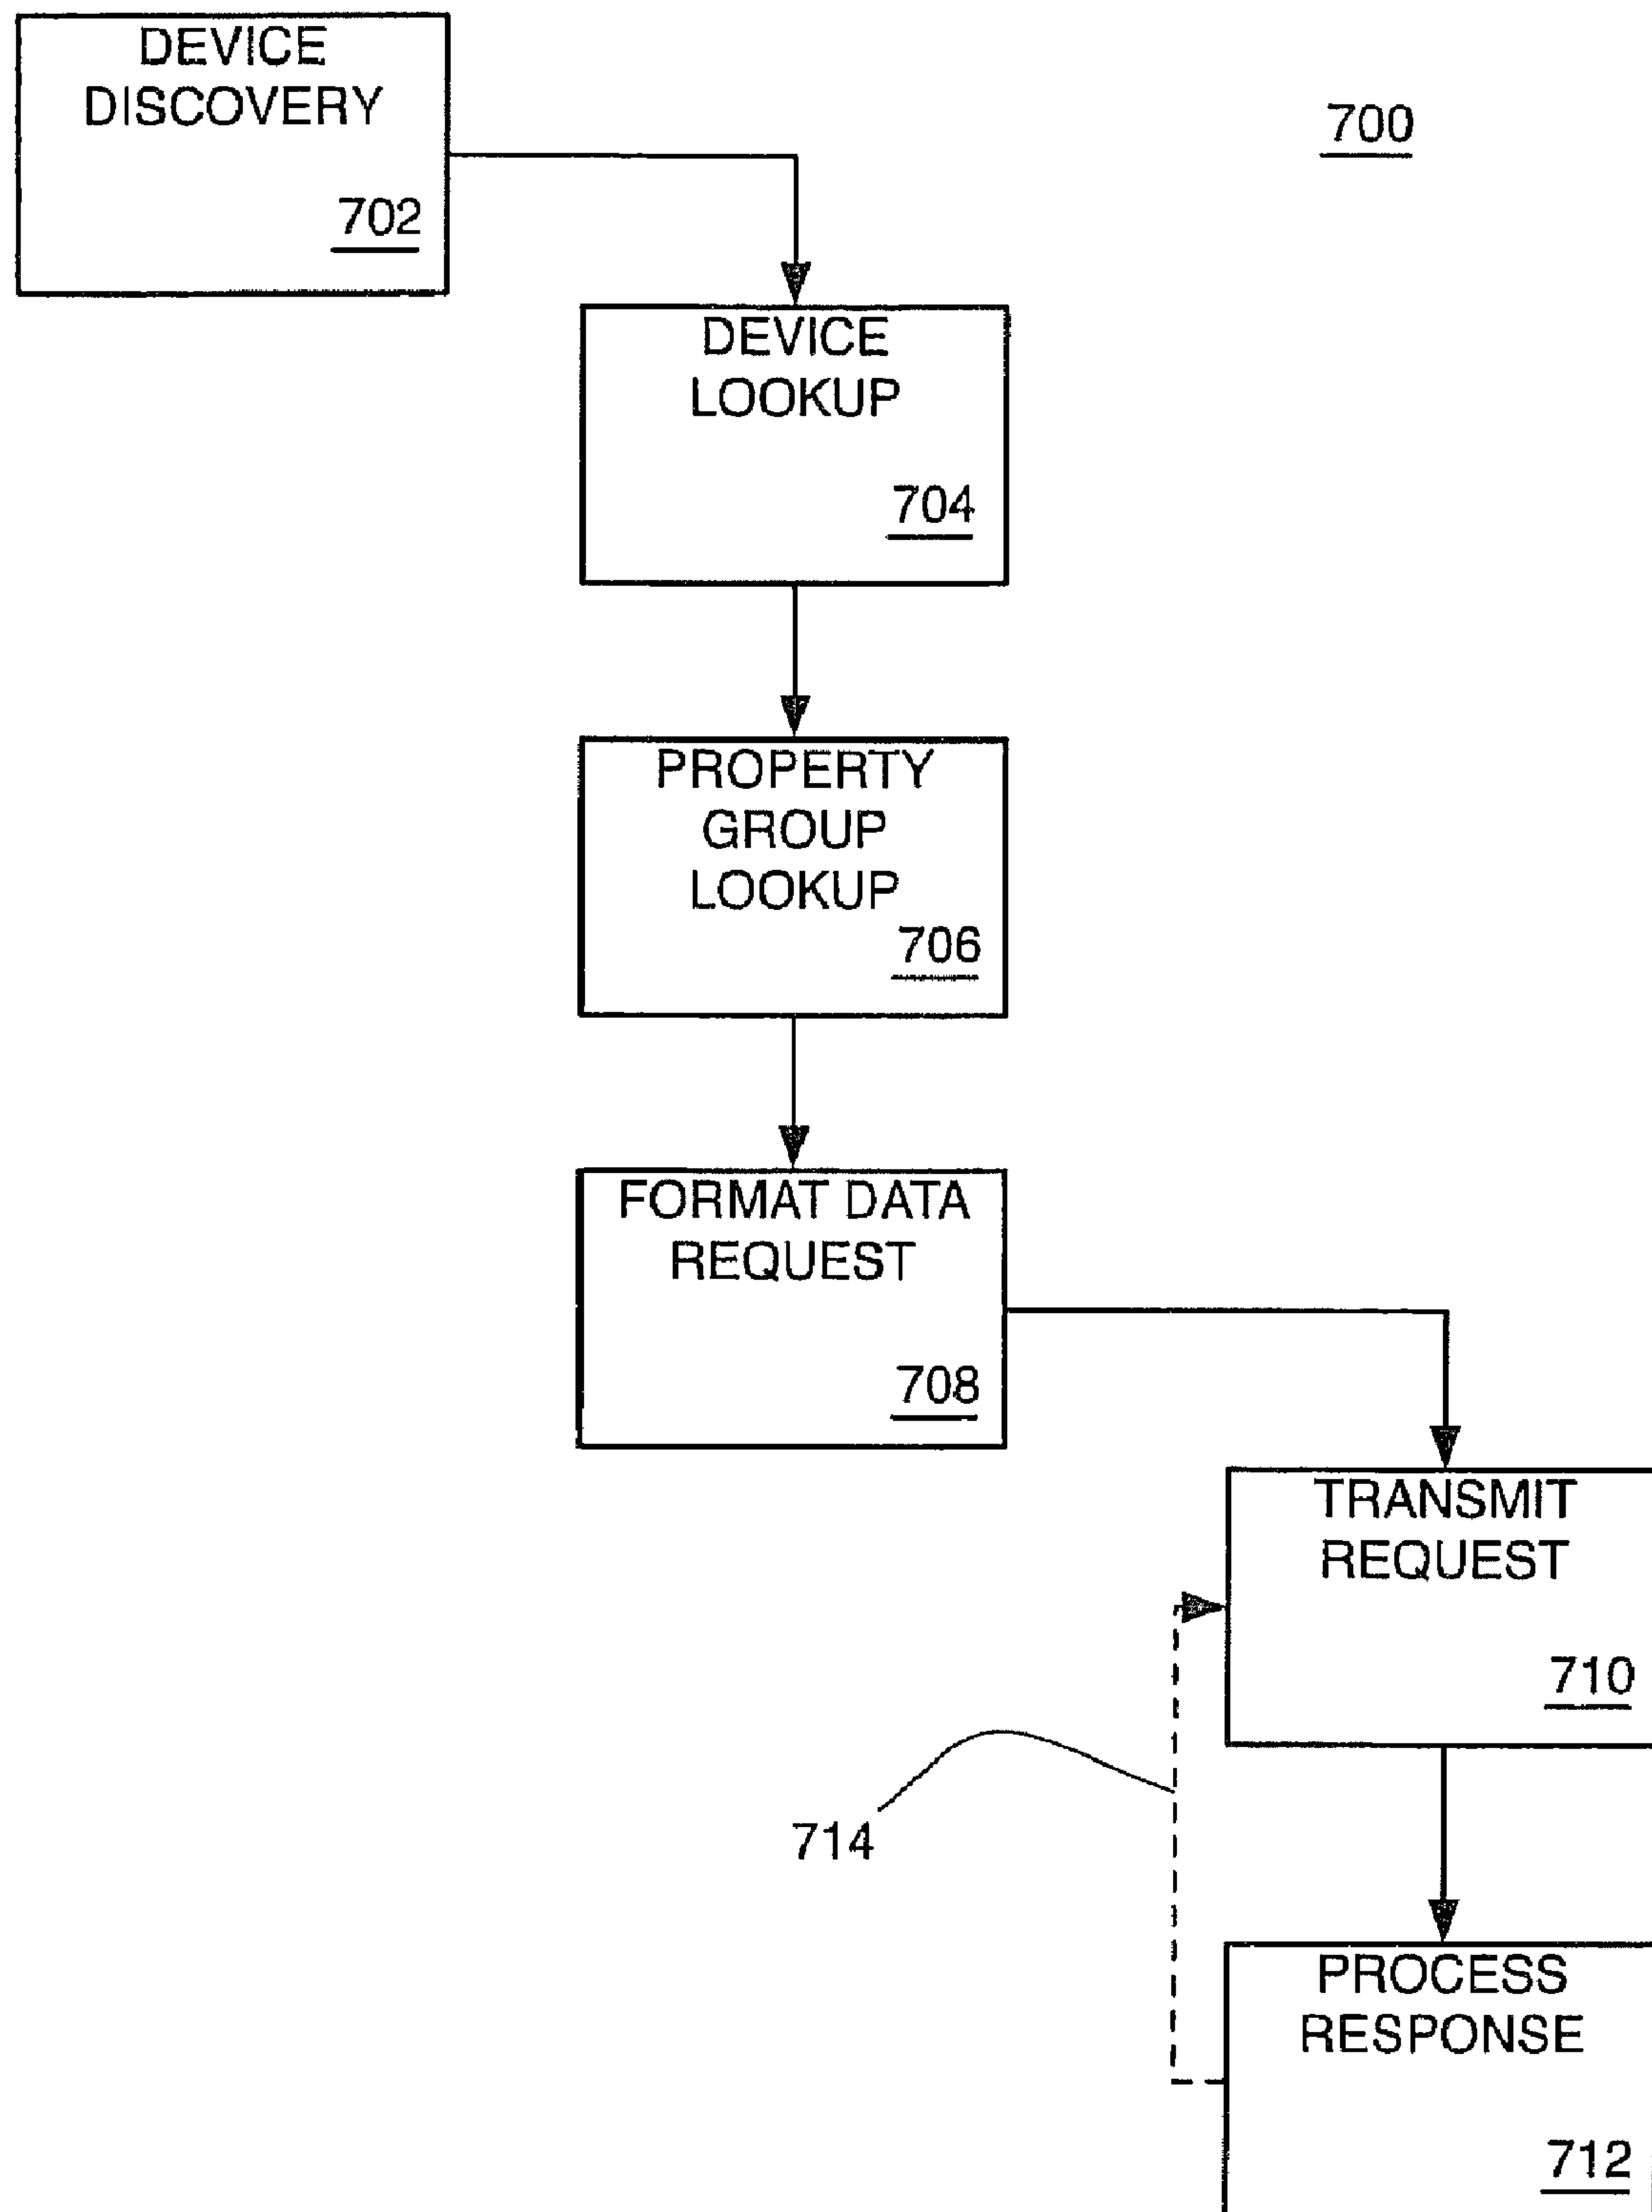 DEVICE
DISCOVERY
702
700
DEVICE
LOOKUP
704
PROPERTY
GROUP
LOOKUP
706
FORMAT DATA
REQUEST
708
TRANSMIT
REQUEST
710
714
PROCESS
RESPONSE
712